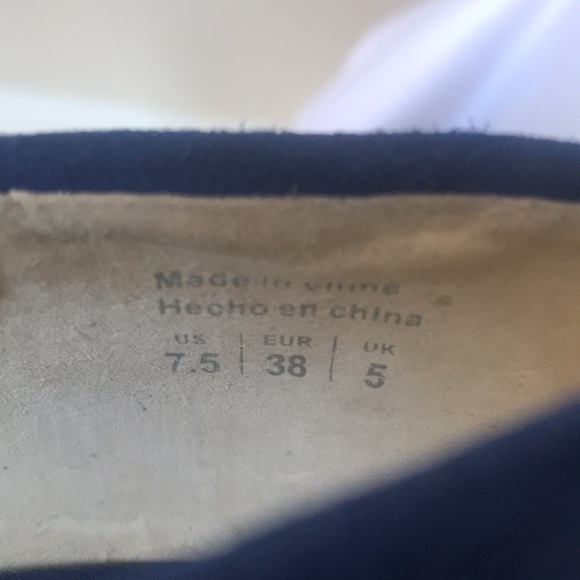 Made in china
Hecho en china
US | EUR | UK
7.5 | 38 | 5